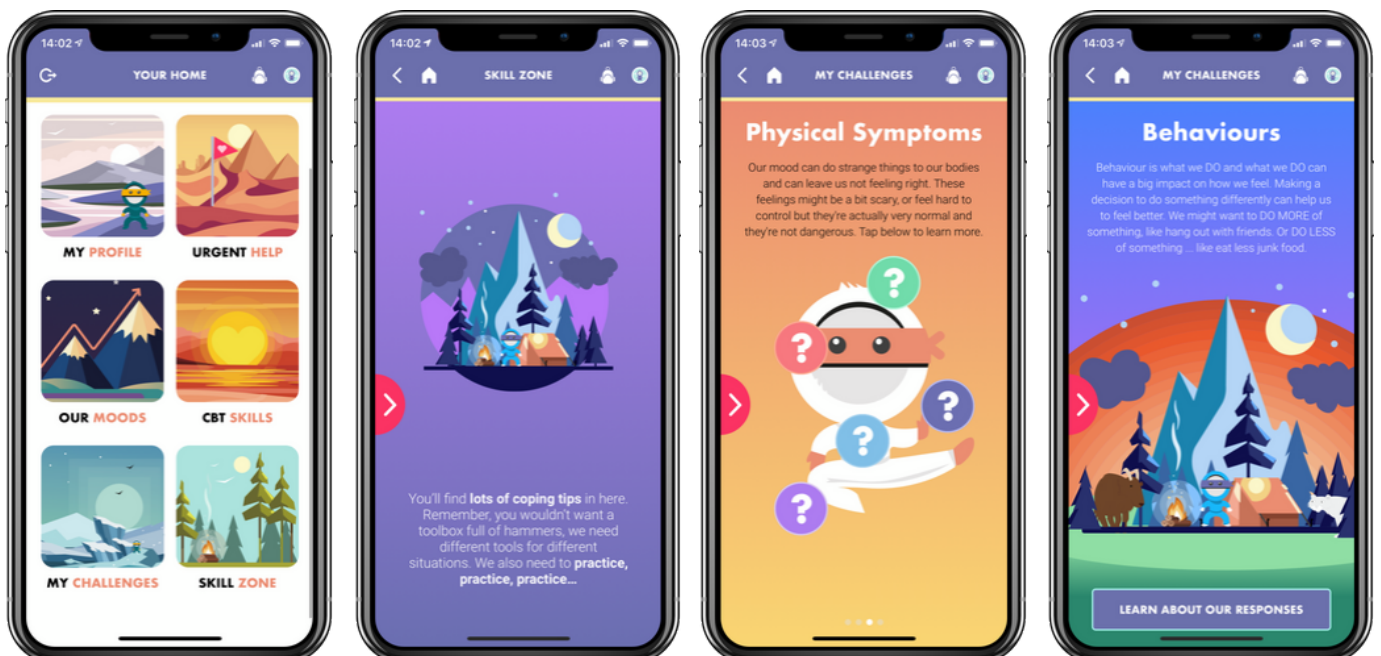 14:02
YOUR HOME
MY PROFILE
URGENT HELP
OUR MOODS
CBT SKILLS
MY CHALLENGES
SKILL ZONE
14:02
SKILL ZONE
You'll find lots of coping tips in here.
Remember, you wouldn't want a
toolbox full of hammers, we need
different tools for different
situations. We also need to practice,
practice, practice...
14:03
MY CHALLENGES
Physical Symptoms
Our mood can do strange things to our bodies
and can leave us not feeling right. These
feelings might be a bit scary, or feel hard to
control but they're actually very normal and
they're not dangerous. Tap below to learn more.
?
?
?
?
?
14:03
MY CHALLENGES
Behaviours
Behaviour is what we DO and what we DO can
have a big impact on how we feel. Making a
decision to do something differently can help us
to feel better. We might want to DO MORE of
something, like hang out with friends. Or DO LESS
of something ... like eat less junk food.
LEARN ABOUT OUR RESPONSES